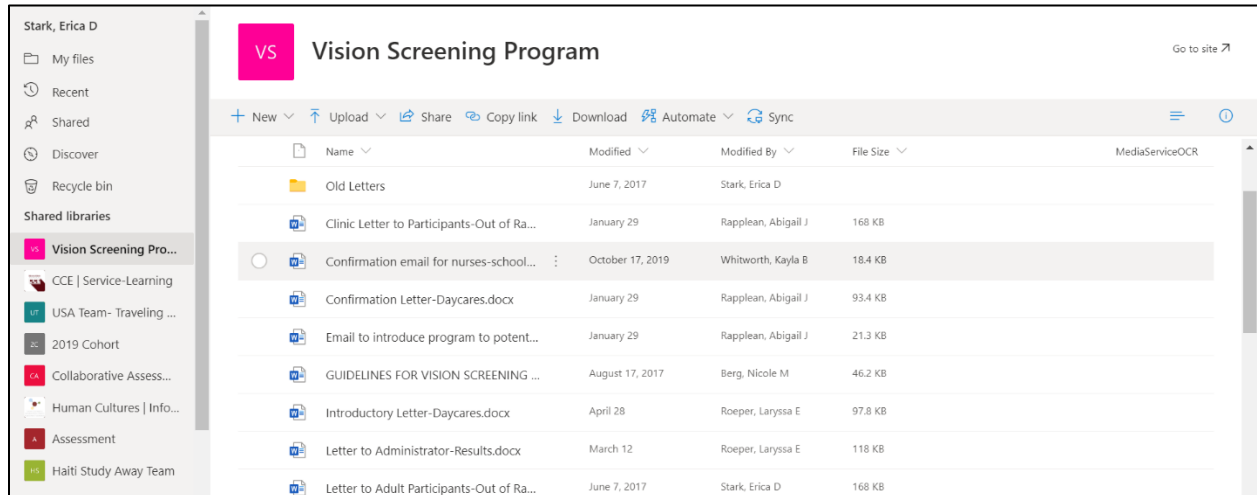 Stark, Erica D
My files
Recent
Shared
Discover
Recycle bin
Shared libraries
VS Vision Screening Pro...
CCE | Service-Learning
UT USA Team- Traveling ...
2C 2019 Cohort
CA Collaborative Assess...
Human Cultures | Info...
A Assessment
HS Haiti Study Away Team
VS Vision Screening Program
Go to site
New Upload Share Copy link Download Automate Sync
Name Modified Modified By File Size MediaServiceOCR
Old Letters June 7, 2017 Stark, Erica D
Clinic Letter to Participants-Out of Ra... January 29 Rapplean, Abigail J 168 KB
Confirmation email for nurses-school... October 17, 2019 Whitworth, Kayla B 18.4 KB
Confirmation Letter-Daycares.docx January 29 Rapplean, Abigail J 93.4 KB
Email to introduce program to potent... January 29 Rapplean, Abigail J 21.3 KB
GUIDELINES FOR VISION SCREENING ... August 17, 2017 Berg, Nicole M 46.2 KB
Introductory Letter-Daycares.docx April 28 Roeper, Laryssa E 97.8 KB
Letter to Administrator-Results.docx March 12 Roeper, Laryssa E 118 KB
Letter to Adult Participants-Out of Ra... June 7, 2017 Stark, Erica D 168 KB